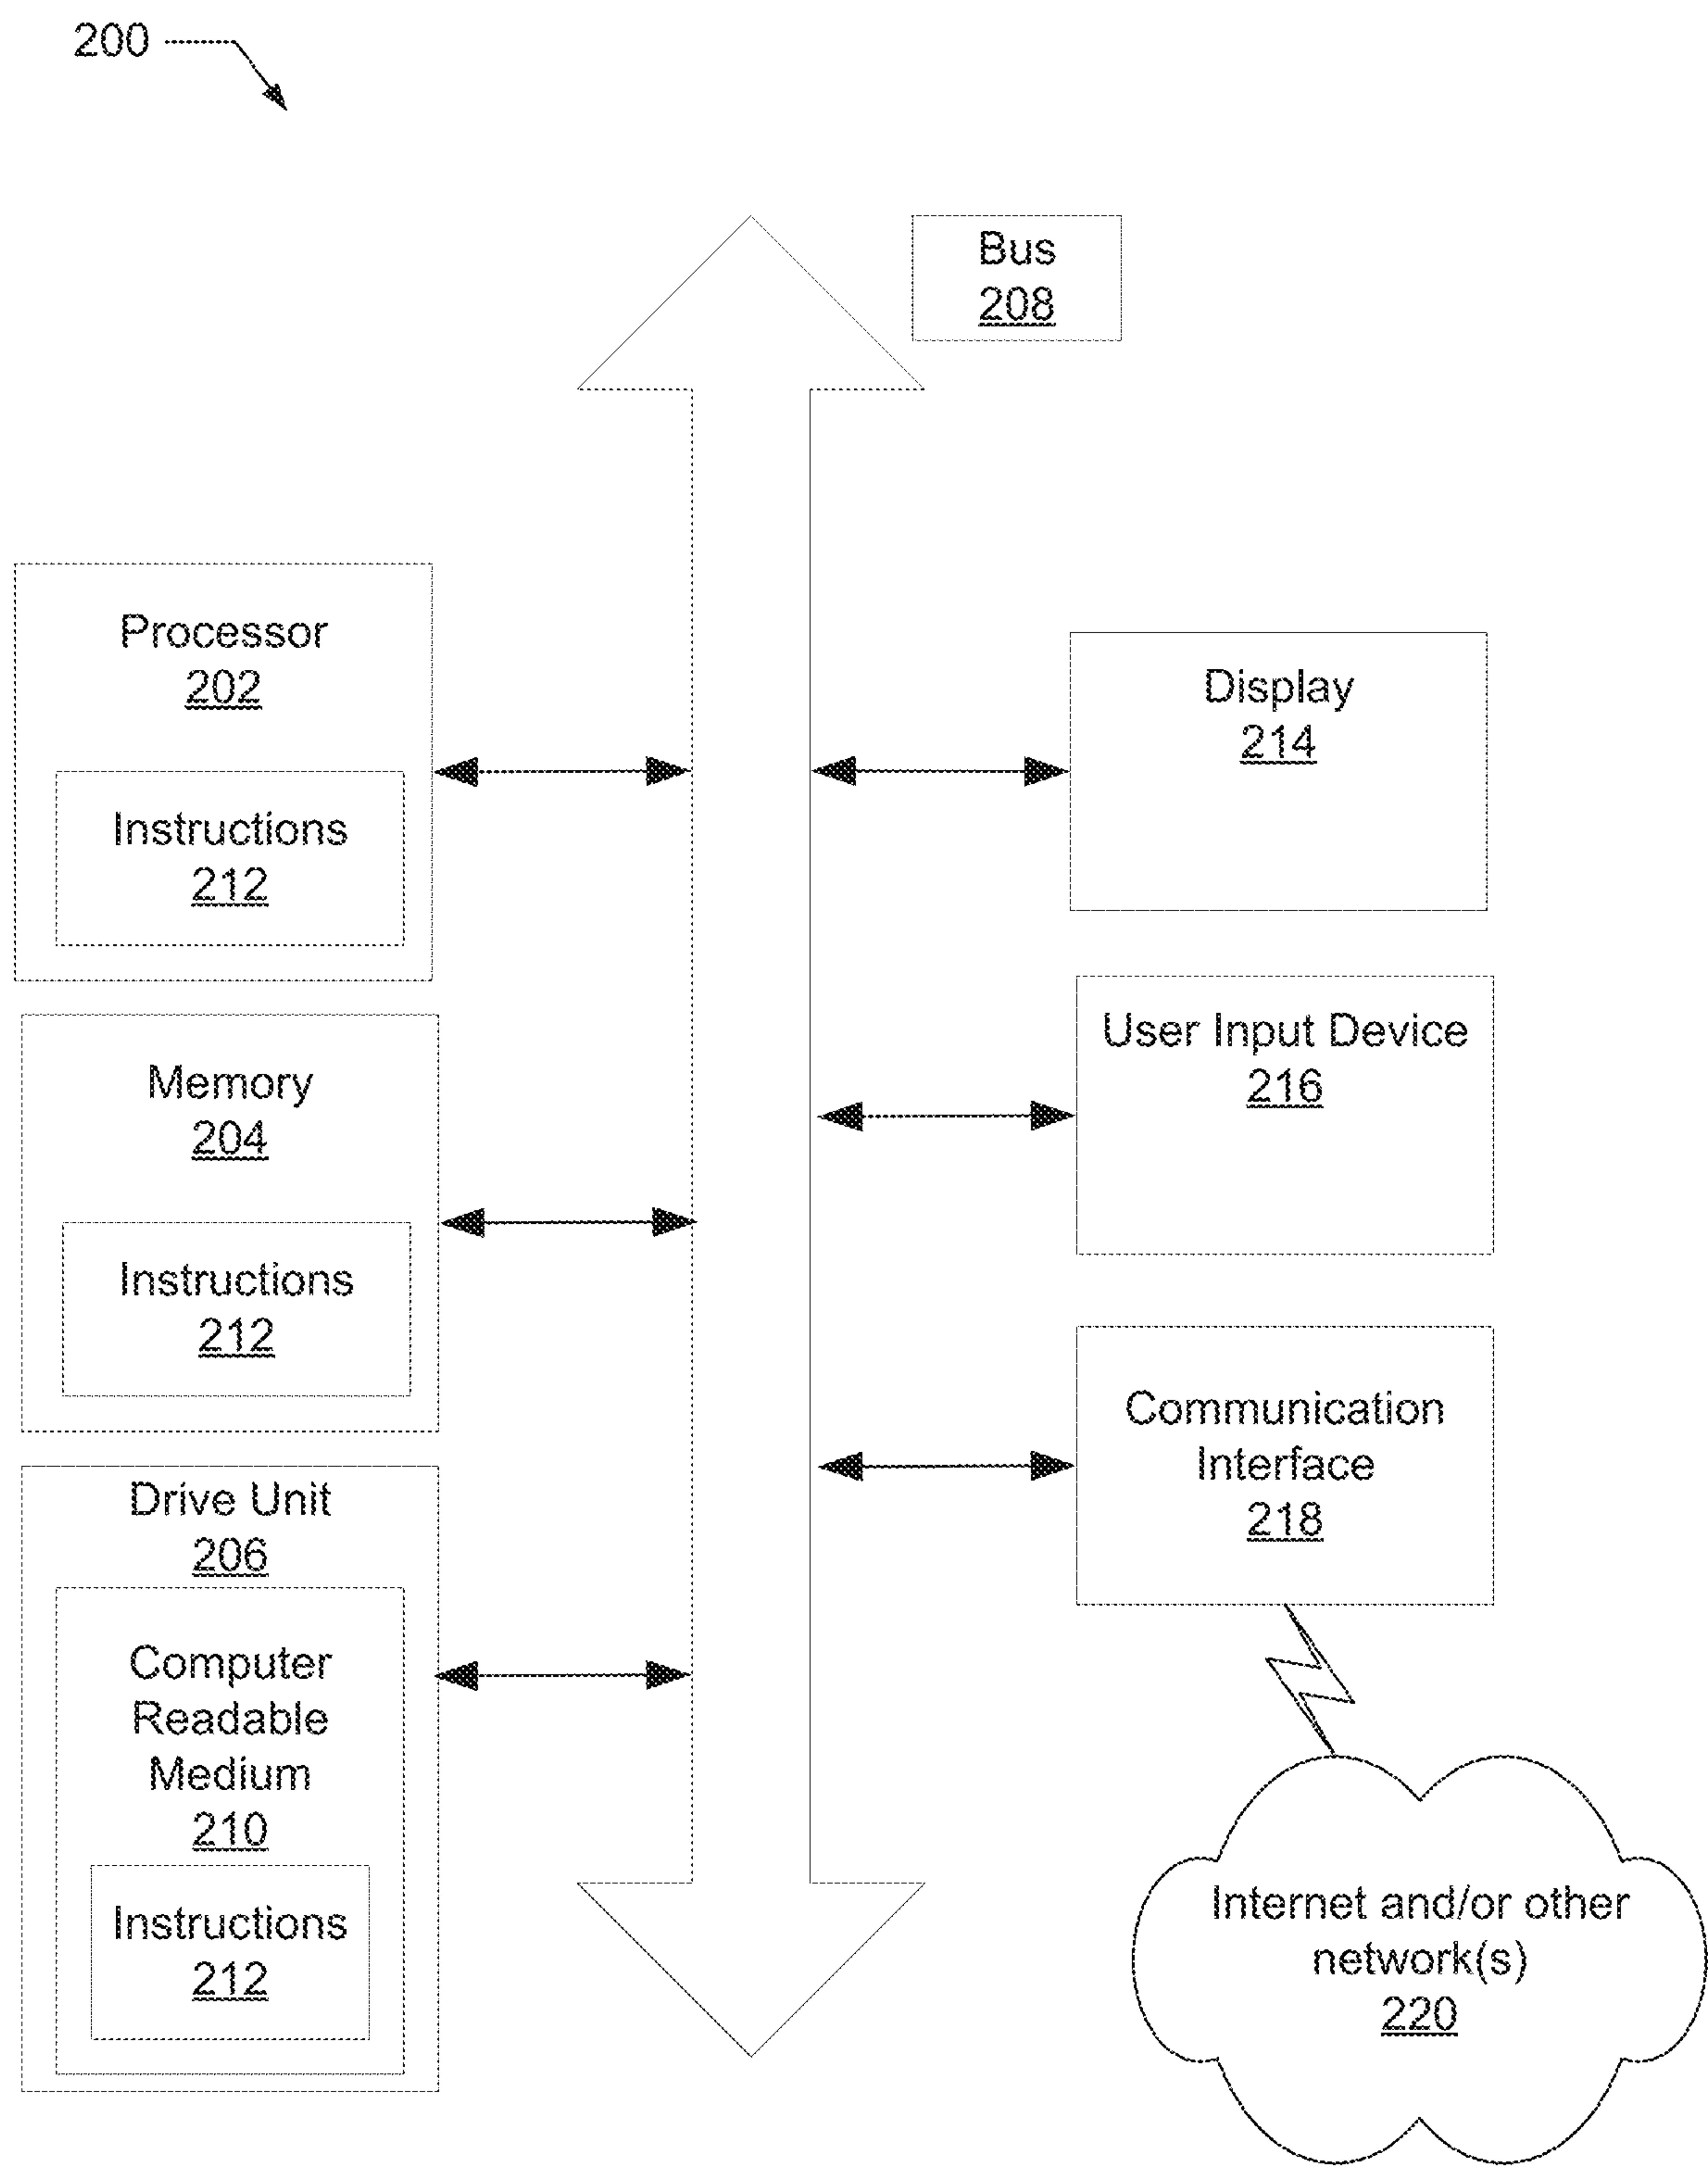 200
Bus
208
Processor
202
Instructions
212
Memory
204
Instructions
212
Drive Unit
206
Computer
Readable
Medium
210
Instructions
212
Display
214
User Input Device
216
Communication
Interface
218
Internet and/or other
network(s)
220